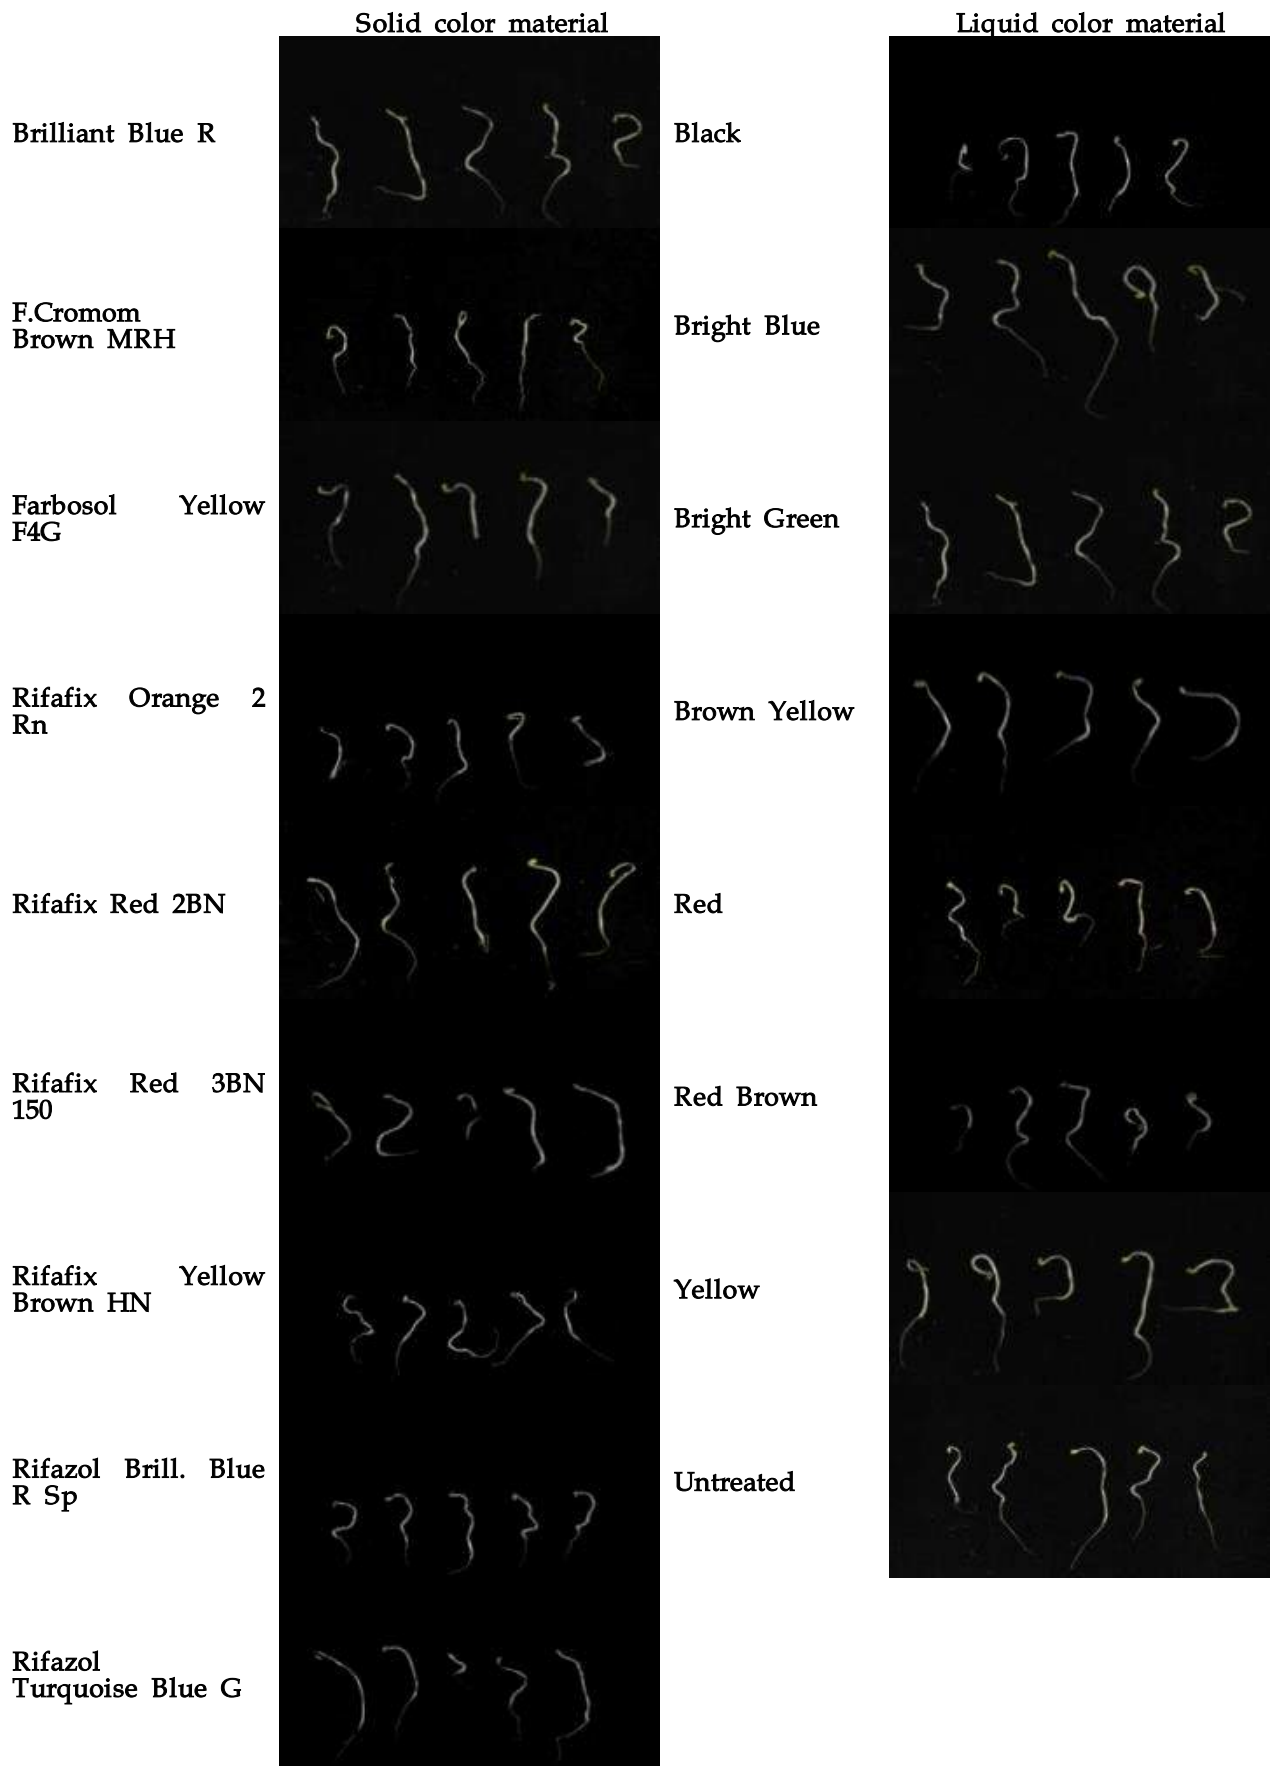 Solid color material
Liquid color material
Brilliant Blue R
Black
F.Cromom
Brown MRH
Bright Blue
Farbosol Yellow
F4G
Bright Green
Rifafix Orange 2
Rn
Brown Yellow
Rifafix Red 2BN
Red
Rifafix Red 3BN
150
Red Brown
Rifafix Yellow
Brown HN
Yellow
Rifazol Brill. Blue
R Sp
Untreated
Rifazol
Turquoise Blue G